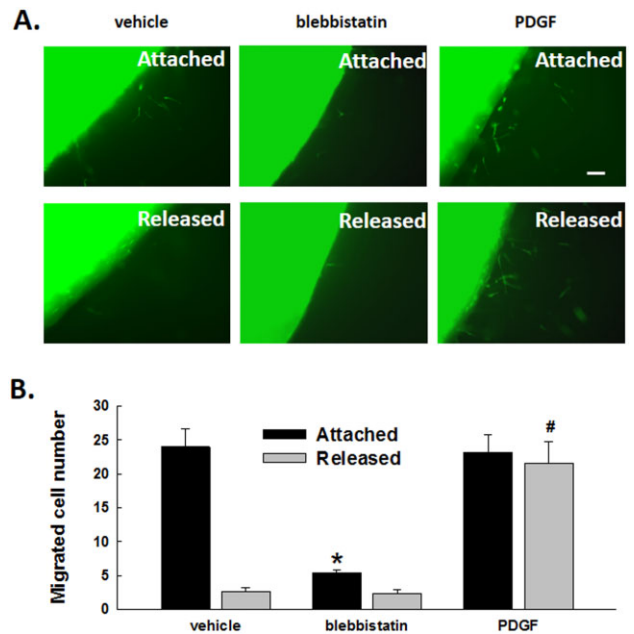 A.
vehicle blebbistatin PDGF
Attached Attached Attached
Released Released Released
B.
Migrated cell number
30
25
20
15
10
5
0
Attached
Released
*
#
vehicle blebbistatin PDGF